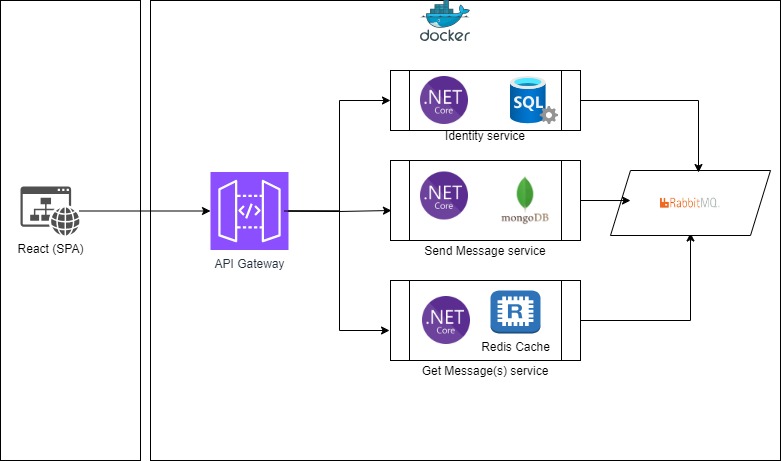 docker
.NET
Core
SQL
Identity service
React (SPA)
</>
API Gateway
.NET
Core
mongoDB
Send Message service
RabbitMQ
.NET
Core
R
Redis Cache
Get Message(s) service